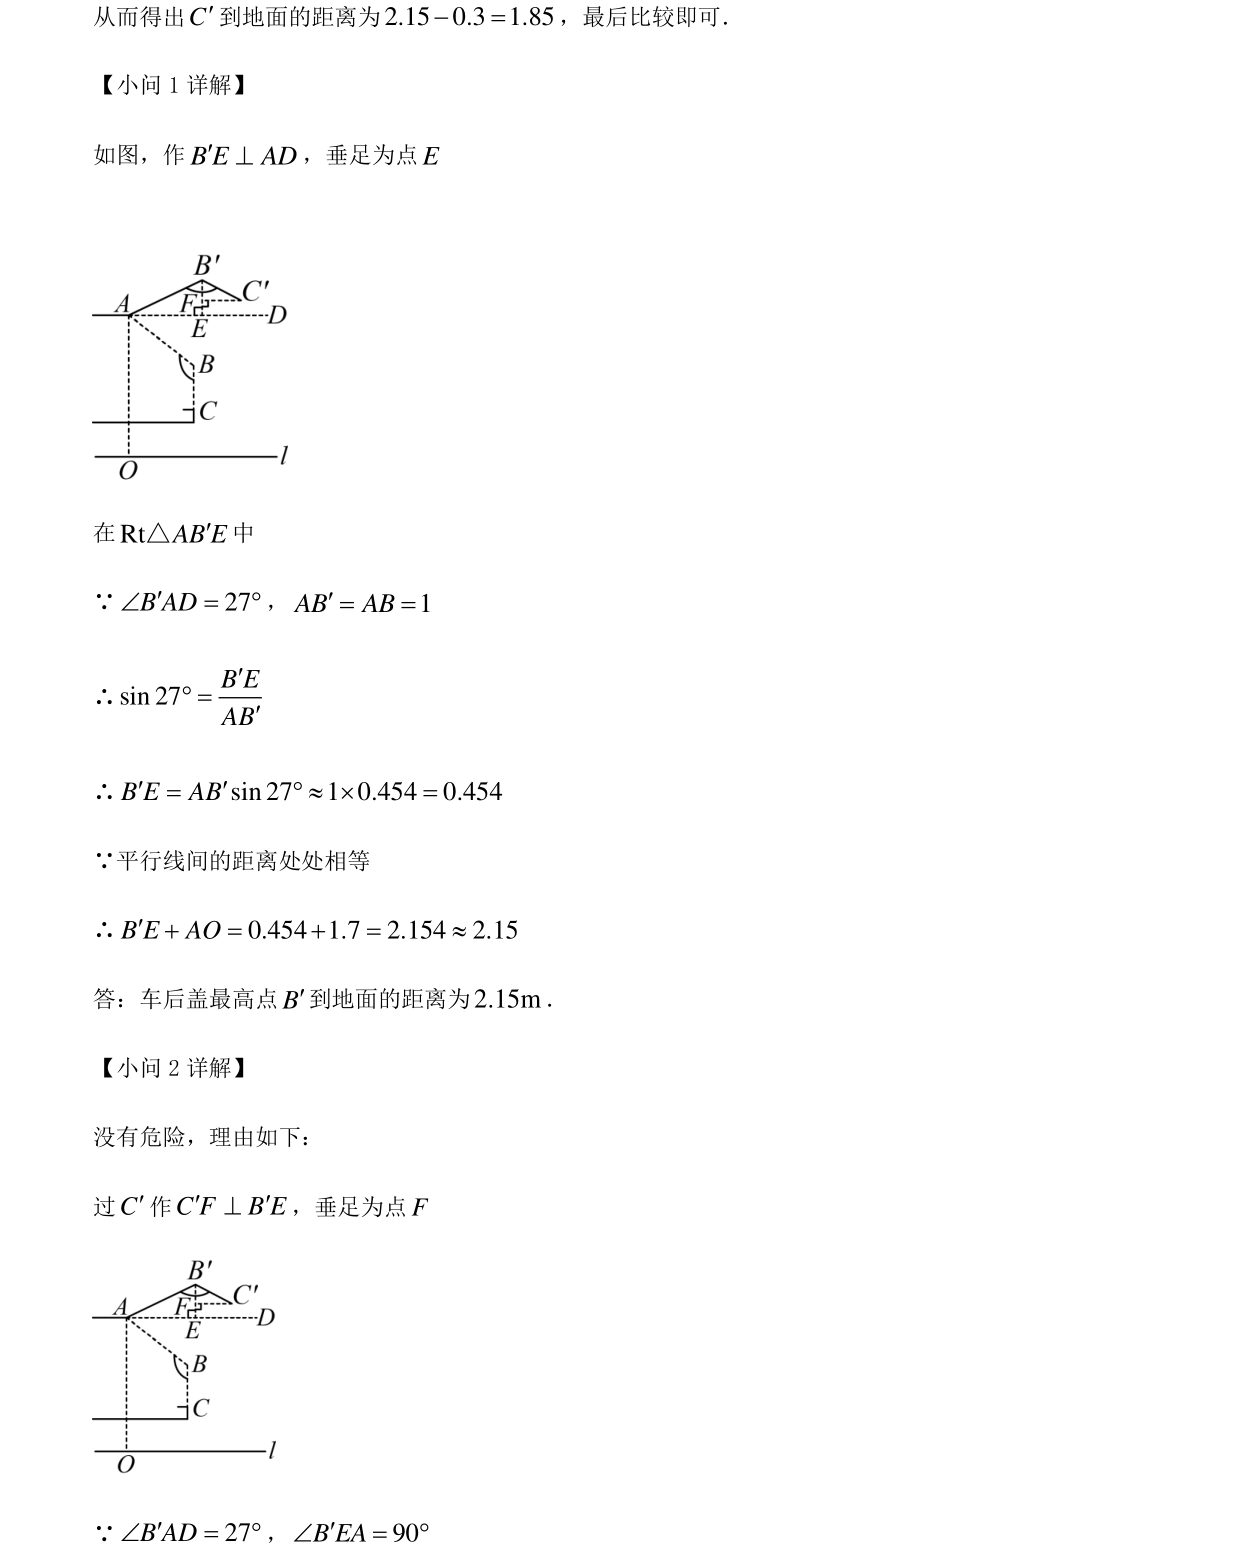 从而得出C′到地面的距离为2.15−0.3=1.85，最后比较即可．
【小问 1 详解】
如图，作B′E⊥AD，垂足为点E
B′
C′
A
F
D
E
B
C
l
O
在Rt△AB′E中
∵∠B′AD=27°，AB′=AB=1
∴sin27°=B′E/AB′
∴B′E=AB′sin27°≈1×0.454=0.454
∵平行线间的距离处处相等
∴B′E+AO=0.454+1.7=2.154≈2.15
答：车后盖最高点B′到地面的距离为2.15m．
【小问 2 详解】
没有危险，理由如下：
过C′作C′F⊥B′E，垂足为点F
B′
C′
A
F
D
E
B
C
l
O
∵∠B′AD=27°，∠B′EA=90°